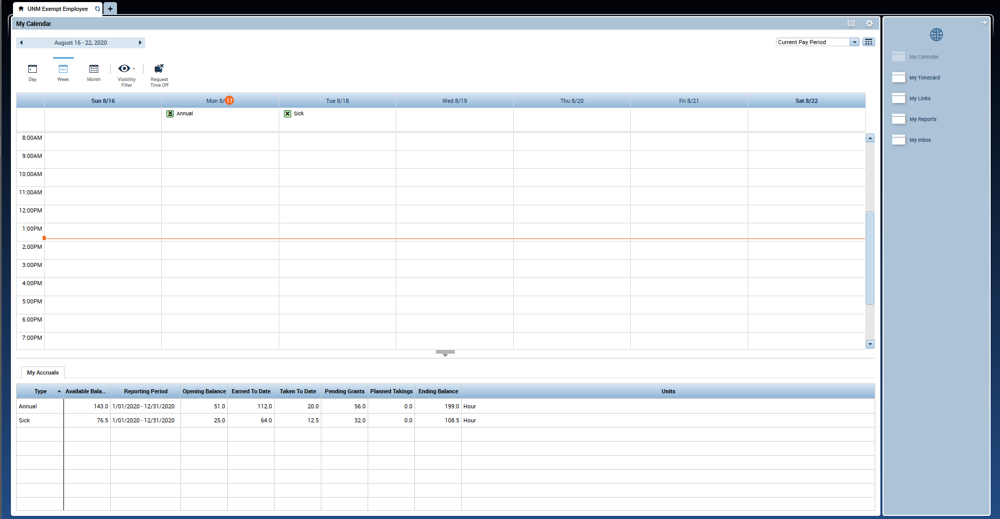 UNM Exempt Employee
+
My Calendar
August 16 - 22, 2020
Current Pay Period
Day
Week
Month
Visibility
Filter
Request
Time Off
Sun 8/16 Mon 8/17 Tue 8/18 Wed 8/19 Thu 8/20 Fri 8/21 Sat 8/22
Annual Sick
8:00AM
9:00AM
10:00AM
11:00AM
12:00PM
1:00PM
2:00PM
3:00PM
4:00PM
5:00PM
6:00PM
7:00PM
My Accruals
Type Available Bala... Reporting Period Opening Balance Earned To Date Taken To Date Pending Grants Planned Takings Ending Balance Units
Annual 143.0 1/01/2020 - 12/31/2020 51.0 112.0 20.0 56.0 0.0 199.0 Hour
Sick 76.5 1/01/2020 - 12/31/2020 25.0 64.0 12.5 32.0 0.0 108.5 Hour
My Calendar
My Timecard
My Links
My Reports
My Inbox